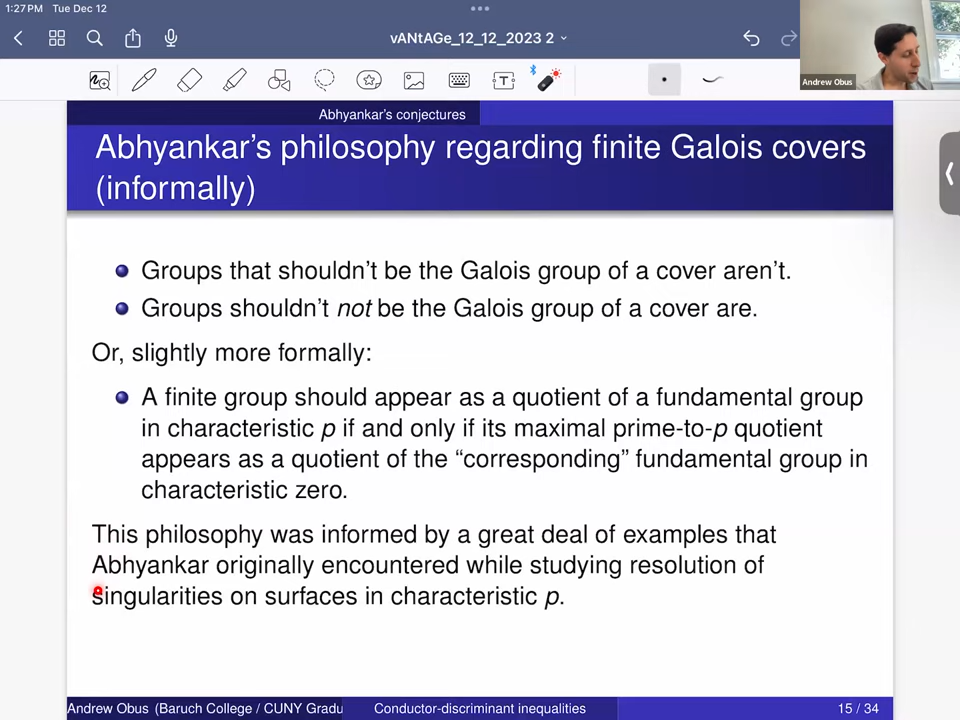 1:27 PM Tue Dec 12
vANtAGe_12_12_2023 2
Andrew Obus
Abhyankar's conjectures
Abhyankar's philosophy regarding finite Galois covers
(informally)
Groups that shouldn't be the Galois group of a cover aren't.
Groups shouldn't not be the Galois group of a cover are.
Or, slightly more formally:
A finite group should appear as a quotient of a fundamental group
in characteristic p if and only if its maximal prime-to-p quotient
appears as a quotient of the “corresponding” fundamental group in
characteristic zero.
This philosophy was informed by a great deal of examples that
Abhyankar originally encountered while studying resolution of
singularities on surfaces in characteristic p.
Andrew Obus (Baruch College / CUNY Gradu
Conductor-discriminant inequalities
15 / 34